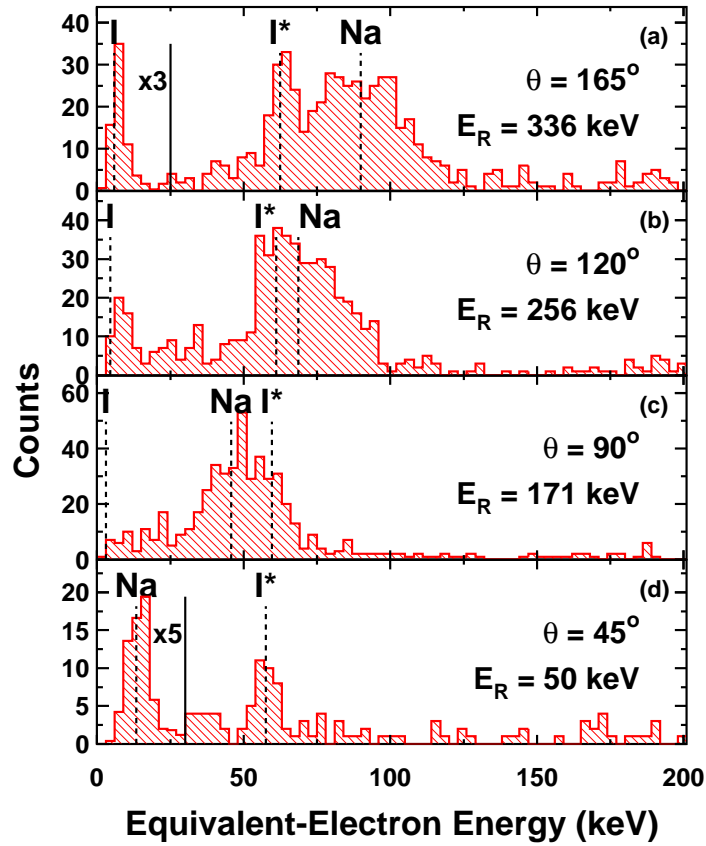 Counts
40
30
20
10
0
I
x3
I*
Na
(a)
θ = 165°
E_R = 336 keV
40
30
20
10
0
I
I*
Na
(b)
θ = 120°
E_R = 256 keV
60
40
20
0
I
Na
I*
(c)
θ = 90°
E_R = 171 keV
20
15
10
5
0
Na
x5
I*
(d)
θ = 45°
E_R = 50 keV
0 50 100 150 200
Equivalent-Electron Energy (keV)